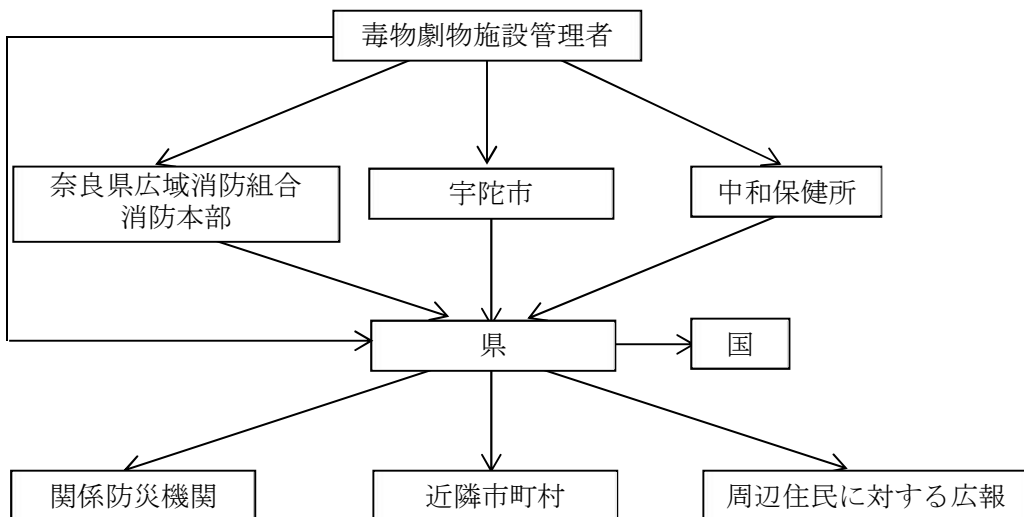 毒物劇物施設管理者
奈良県広域消防組合
消防本部
宇陀市
中和保健所
県
国
関係防災機関
近隣市町村
周辺住民に対する広報